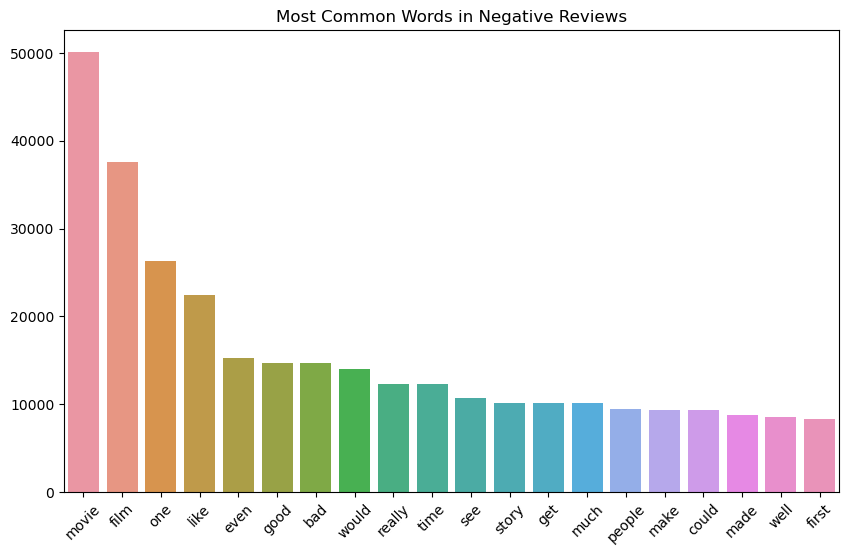 Most Common Words in Negative Reviews
50000
40000
30000
20000
10000
0
movie
film
one
like
even
good
bad
would
really
time
see
story
get
much
people
make
could
made
well
first